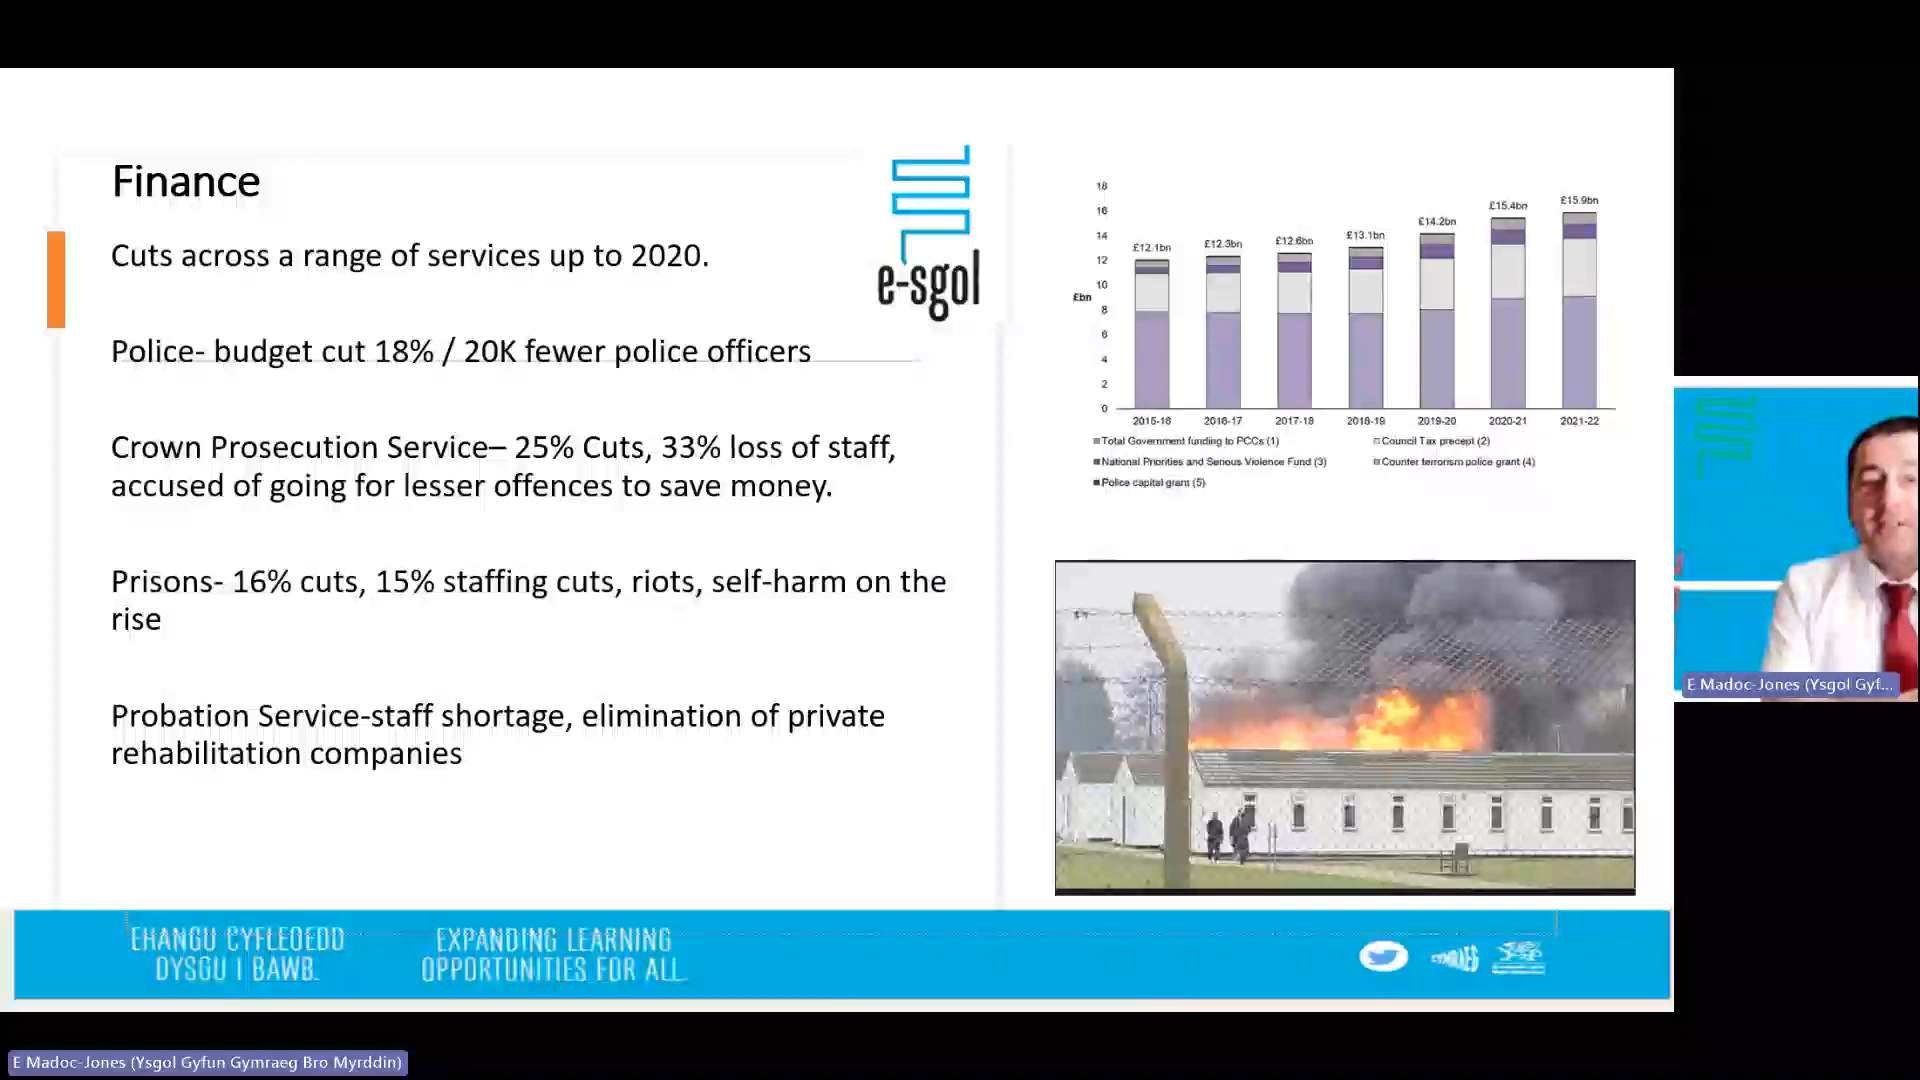 Finance
e-sgol
Cuts across a range of services up to 2020.
Police- budget cut 18% / 20K fewer police officers
Crown Prosecution Service– 25% Cuts, 33% loss of staff,
accused of going for lesser offences to save money.
Prisons- 16% cuts, 15% staffing cuts, riots, self-harm on the
rise
Probation Service-staff shortage, elimination of private
rehabilitation companies
£bn
18
16
14
12
10
8
6
4
2
0
£12.1bn
£12.3bn
£12.6bn
£13.1bn
£14.2bn
£15.4bn
£15.9bn
2015-16
2016-17
2017-18
2018-19
2019-20
2020-21
2021-22
Total Government funding to PCCs (1)
Council Tax precept (2)
National Priorities and Serious Violence Fund (3)
Counter terrorism police grant (4)
Police capital grant (5)
E Madoc-Jones (Ysgol Gyf...
EHANGU CYFLEOEDD
DYSGU I BAWB.
EXPANDING LEARNING
OPPORTUNITIES FOR ALL.
CYMRAEG
E Madoc-Jones (Ysgol Gyfun Gymraeg Bro Myrddin)